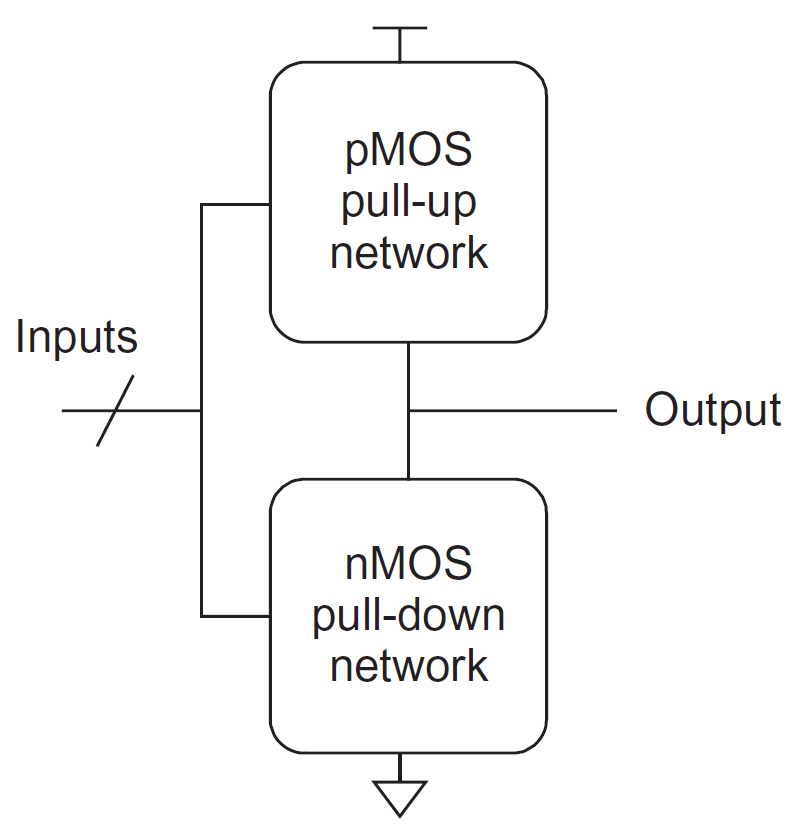 pMOS
pull-up
network
Inputs
Output
nMOS
pull-down
network